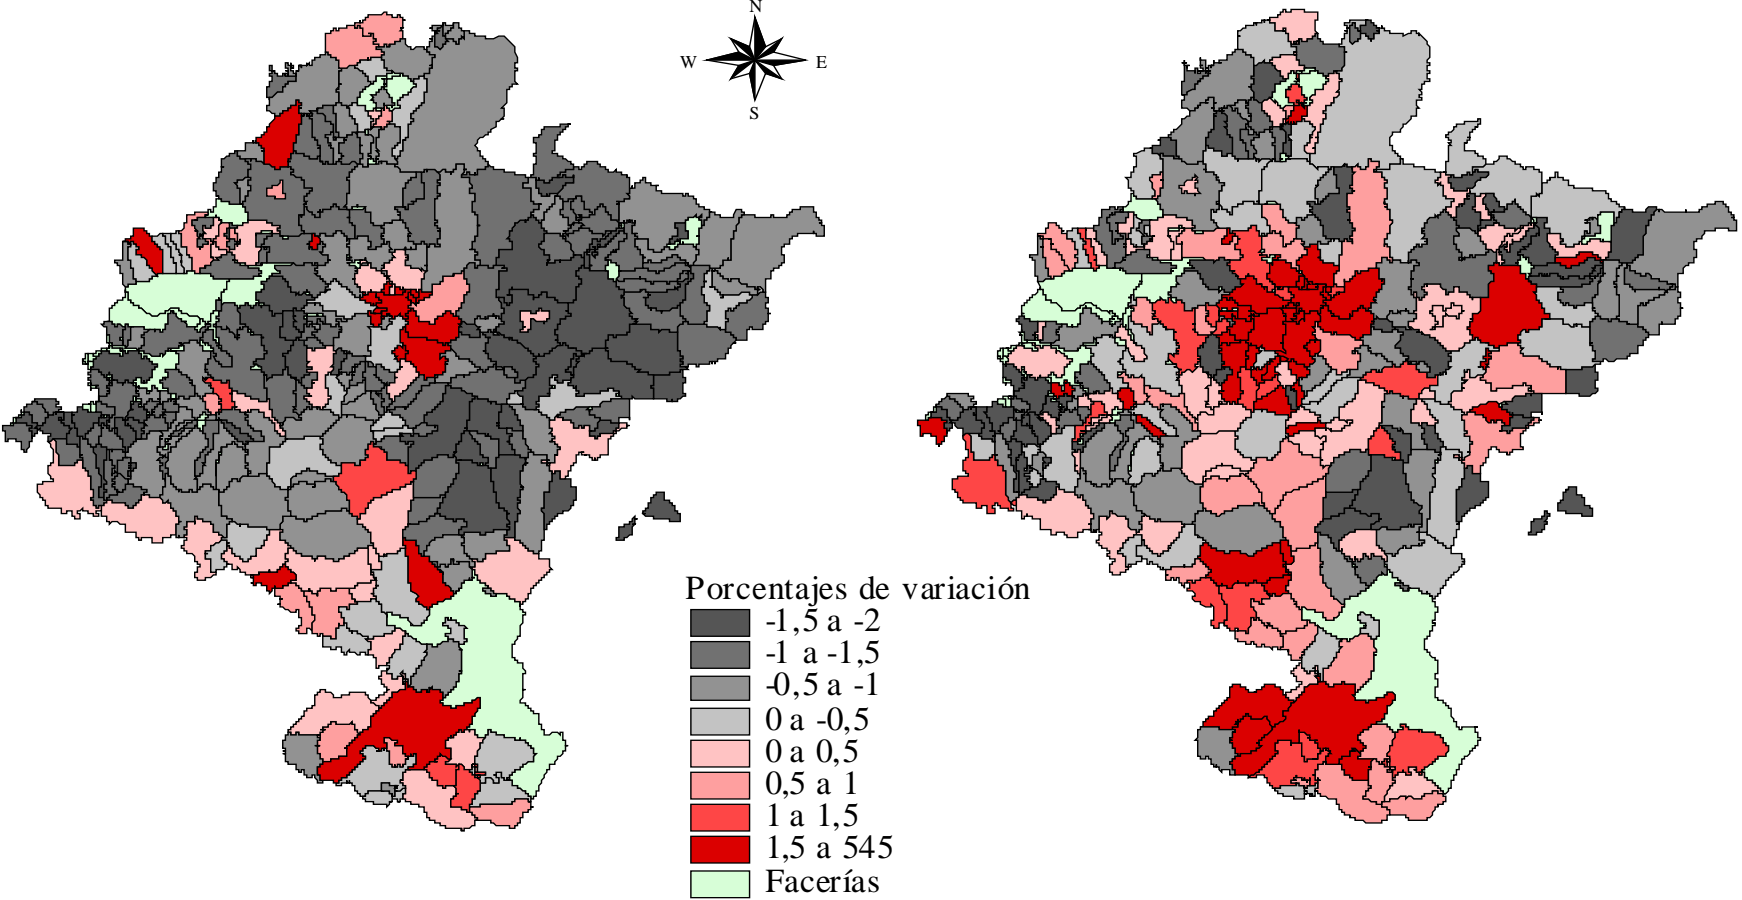 N
W E
S
Porcentajes de variación
-1,5 a -2
-1 a -1,5
-0,5 a -1
0 a -0,5
0 a 0,5
0,5 a 1
1 a 1,5
1,5 a 545
Facerías